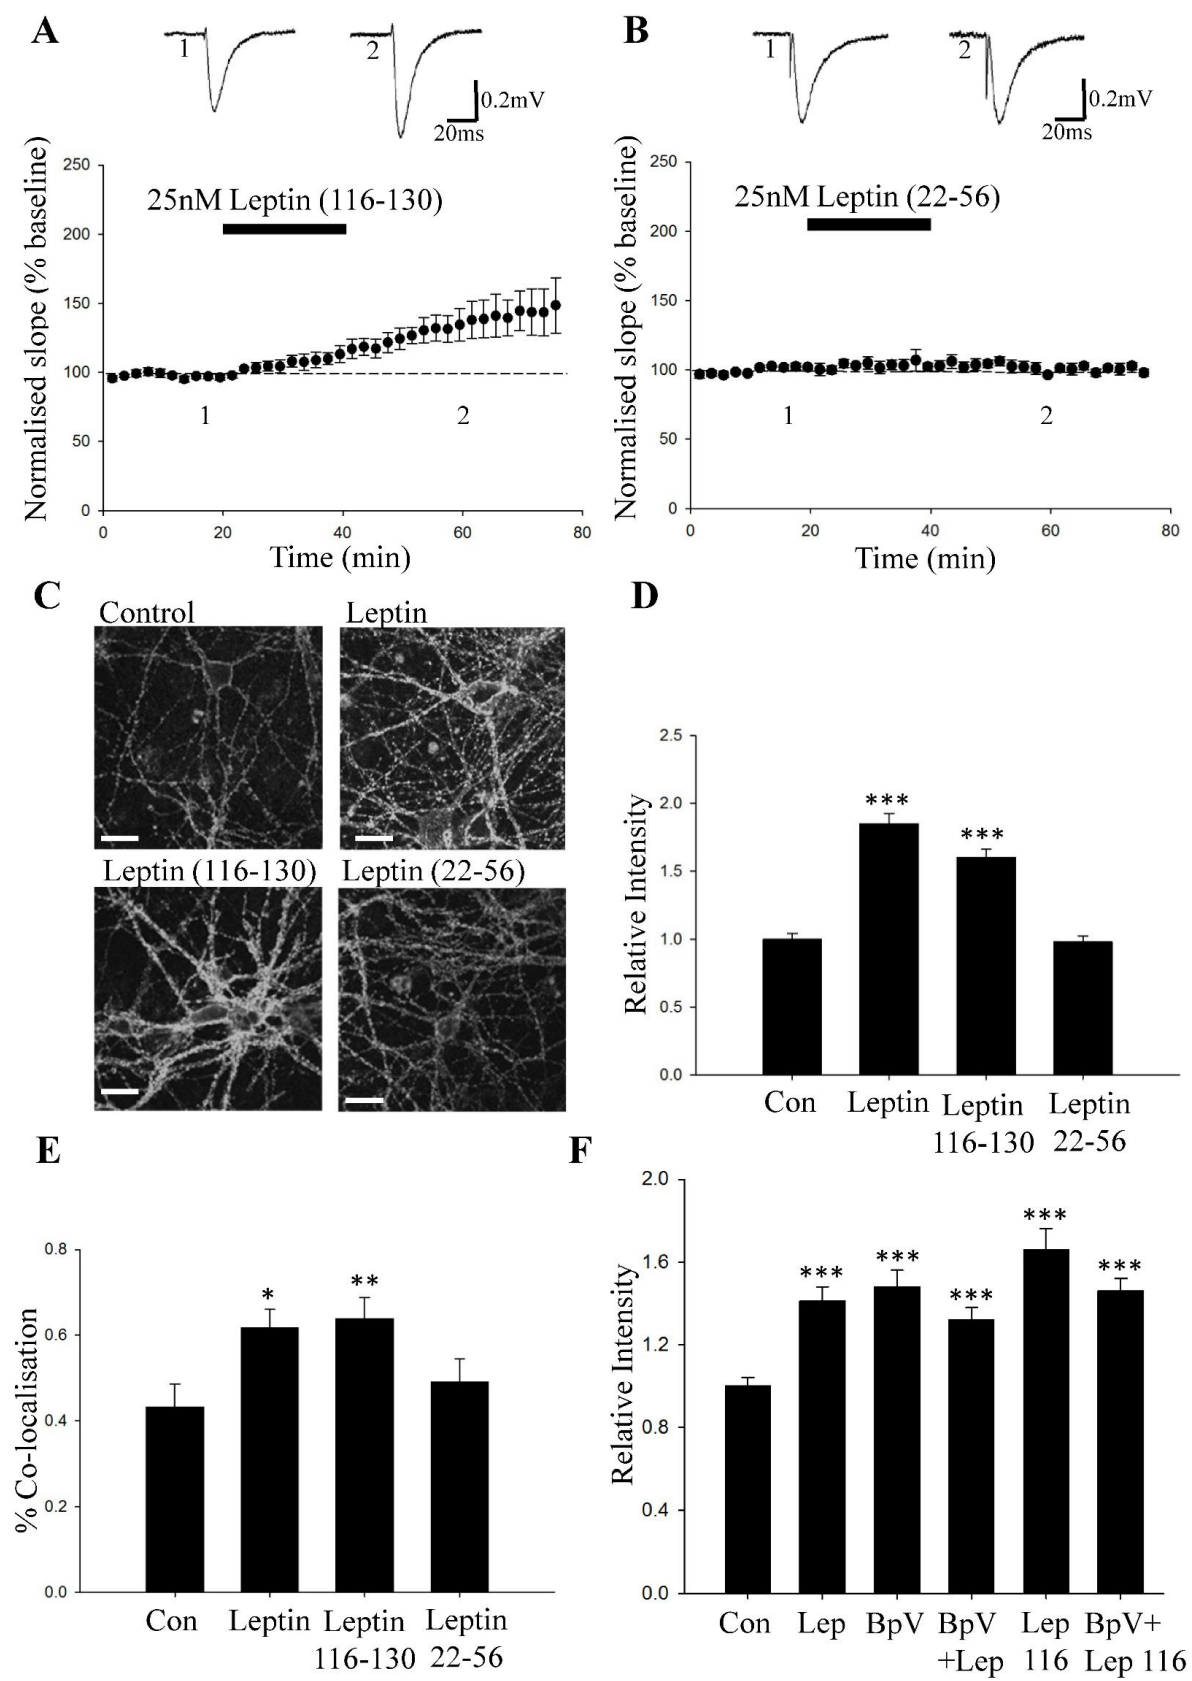 A
1
2
0.2mV
20ms
Normalised slope (% baseline)
250
200
150
100
50
0
25nM Leptin (116-130)
1
2
0
20
40
60
80
Time (min)
B
1
2
0.2mV
20ms
Normalised slope (% baseline)
250
200
150
100
50
0
25nM Leptin (22-56)
1
2
0
20
40
60
80
Time (min)
C
Control
Leptin
Leptin (116-130)
Leptin (22-56)
D
Relative Intensity
2.5
2.0
1.5
1.0
0.5
0.0
***
***
Con
Leptin
Leptin
116-130
Leptin
22-56
E
% Co-localisation
0.8
0.6
0.4
0.2
0.0
*
**
Con
Leptin
Leptin
116-130
Leptin
22-56
F
Relative Intensity
2.0
1.6
1.2
0.8
0.4
0.0
***
***
***
***
***
Con
Lep
BpV
BpV
+Lep
Lep
116
BpV+
Lep 116